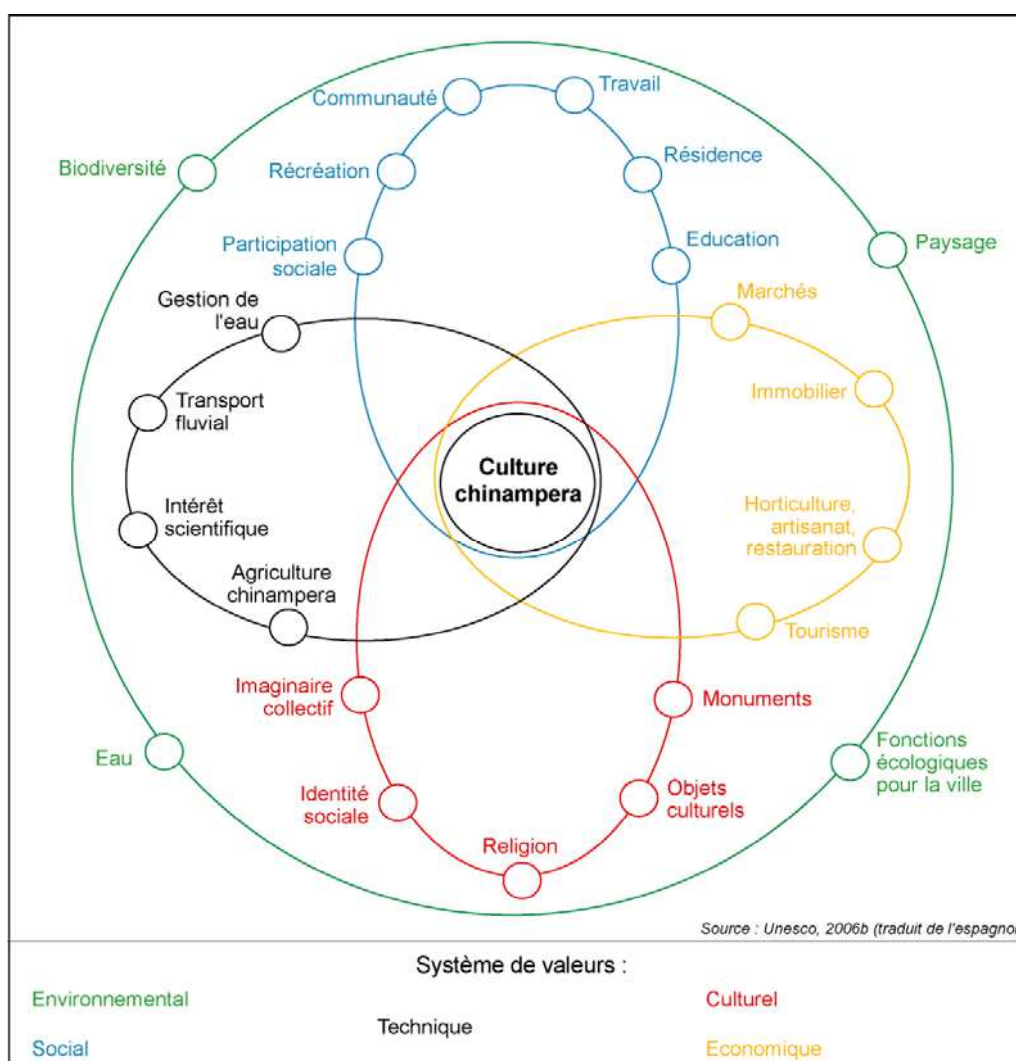 Communauté
Travail
Biodiversité
Récréation
Résidence
Participation
sociale
Education
Paysage
Gestion de
l'eau
Marchés
Transport
fluvial
Immobilier
Culture
chinampera
Intérêt
scientifique
Horticulture,
artisanat,
restauration
Agriculture
chinampera
Tourisme
Imaginaire
collectif
Monuments
Eau
Fonctions
écologiques
pour la ville
Identité
sociale
Objets
culturels
Religion
Source : Unesco, 2006b (traduit de l'espagnol
Système de valeurs :
Environnemental
Culturel
Technique
Social
Economique